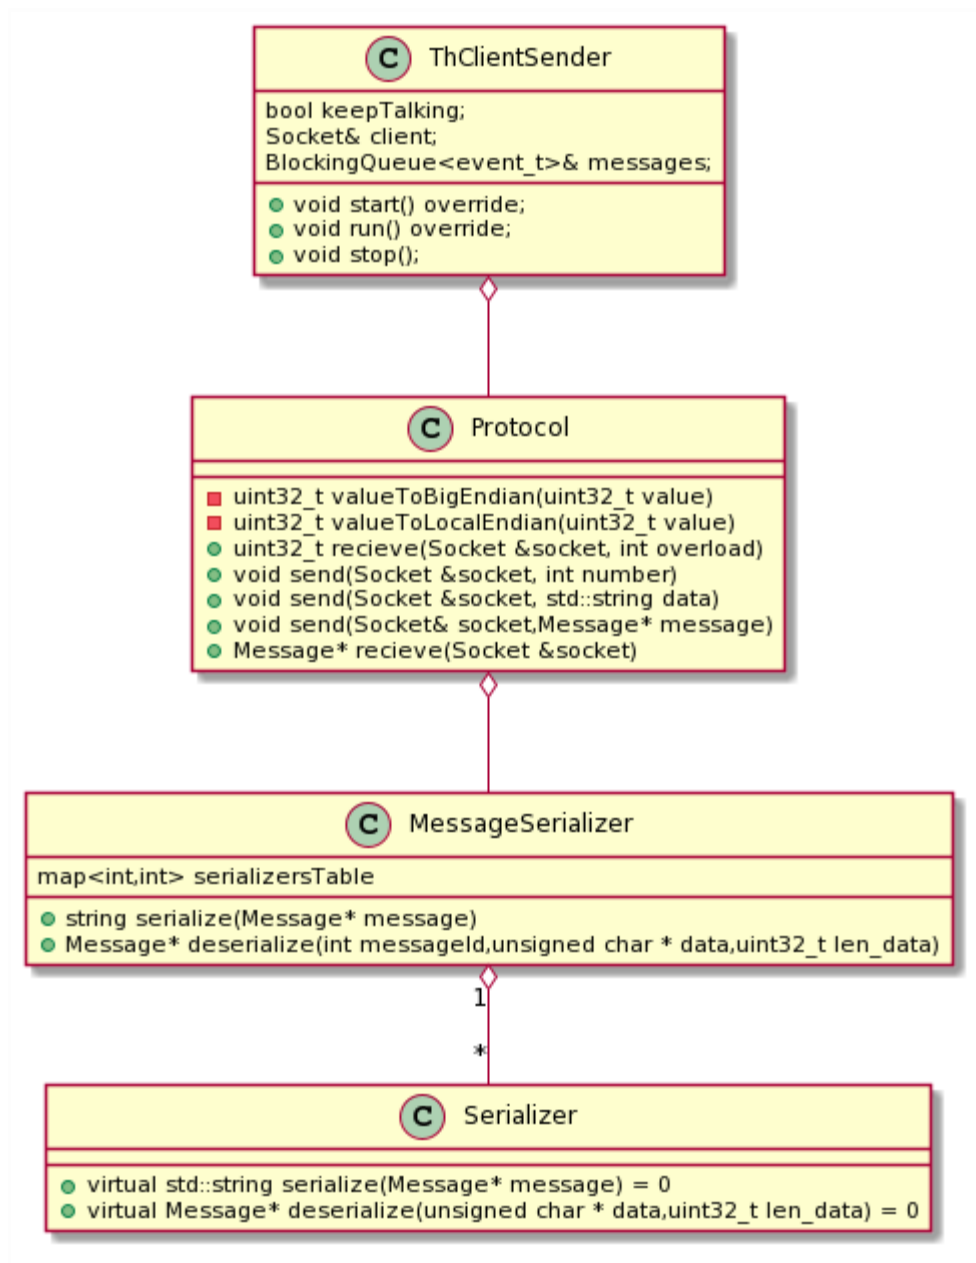 C ThClientSender
bool keepTalking;
Socket& client;
BlockingQueue<event_t>& messages;
void start() override;
void run() override;
void stop();
C Protocol
uint32_t valueToBigEndian(uint32_t value)
uint32_t valueToLocalEndian(uint32_t value)
uint32_t recieve(Socket &socket, int overload)
void send(Socket &socket, int number)
void send(Socket &socket, std::string data)
void send(Socket& socket,Message* message)
Message* recieve(Socket &socket)
C MessageSerializer
map<int,int> serializersTable
string serialize(Message* message)
Message* deserialize(int messageId,unsigned char * data,uint32_t len_data)
1
*
C Serializer
virtual std::string serialize(Message* message) = 0
virtual Message* deserialize(unsigned char * data,uint32_t len_data) = 0